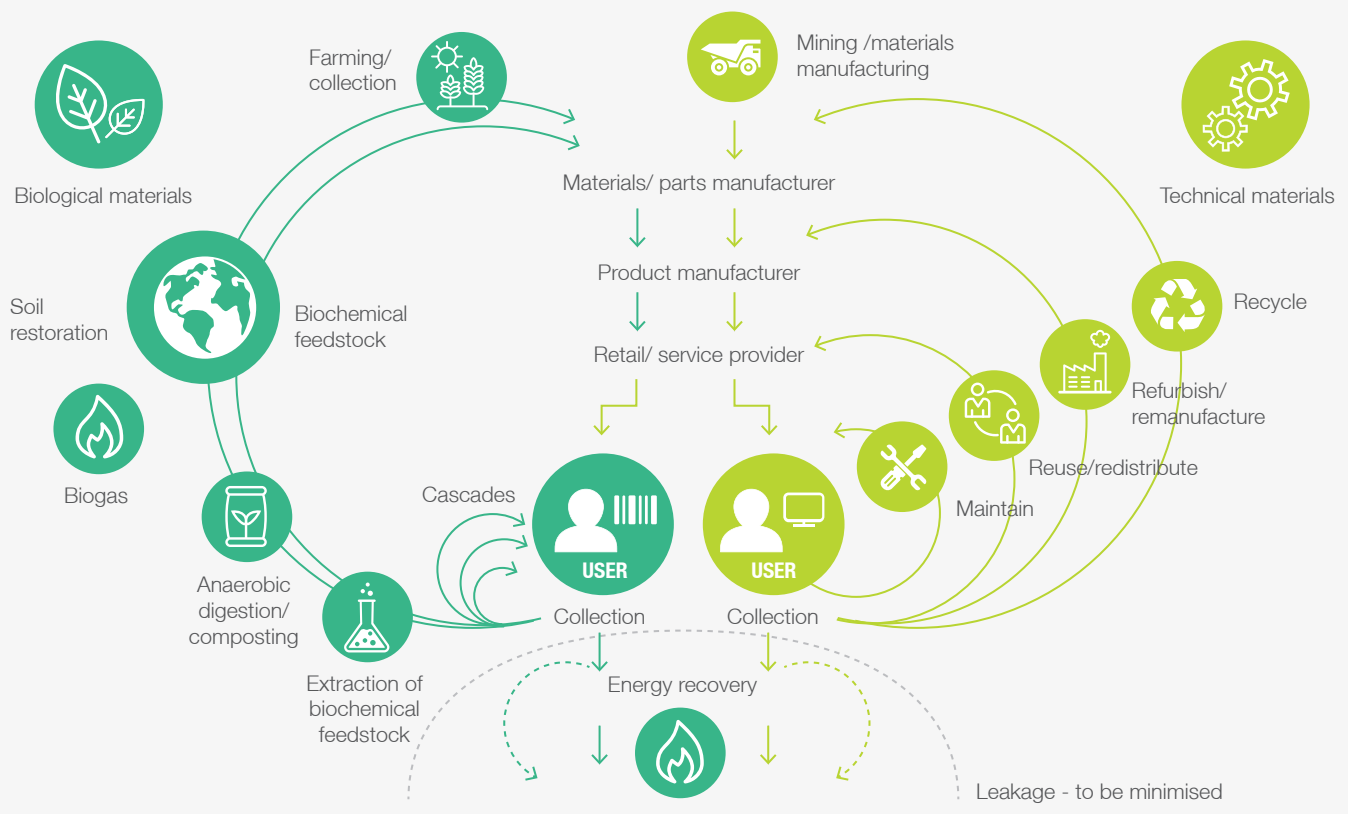 Farming/
collection
Mining /materials
manufacturing
Biological materials
Technical materials
Materials/ parts manufacturer
Product manufacturer
Retail/ service provider
Soil
restoration
Biochemical
feedstock
Recycle
Refurbish/
remanufacture
Reuse/redistribute
Maintain
Biogas
Cascades
USER
USER
Collection
Collection
Anaerobic
digestion/
composting
Extraction of
biochemical
feedstock
Energy recovery
Leakage - to be minimised